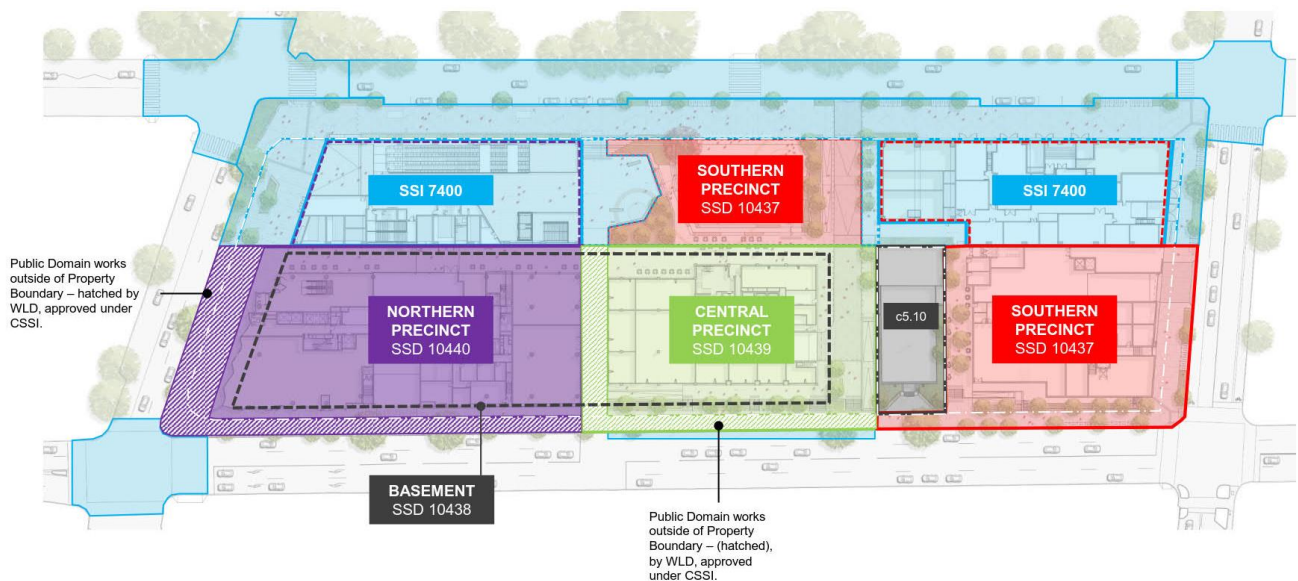 SSI 7400
SOUTHERN
PRECINCT
SSD 10437
SSI 7400
Public Domain works
outside of Property
Boundary – hatched by
WLD, approved under
CSSI.
NORTHERN
PRECINCT
SSD 10440
CENTRAL
PRECINCT
SSD 10439
c5.10
SOUTHERN
PRECINCT
SSD 10437
BASEMENT
SSD 10438
Public Domain works
outside of Property
Boundary – (hatched),
by WLD, approved
under CSSI.